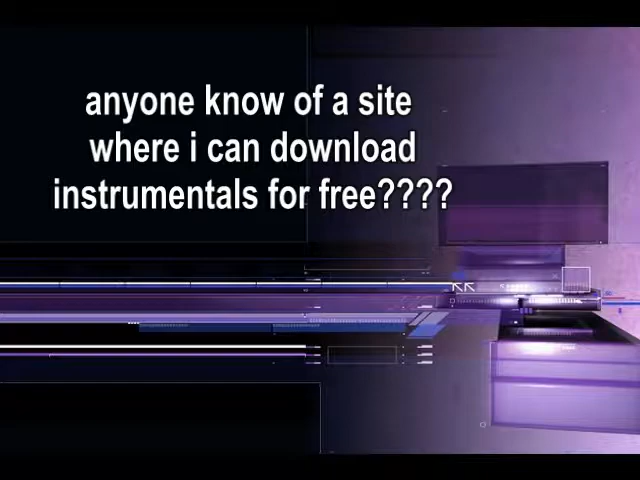 anyone know of a site
where i can download
instrumentals for free????